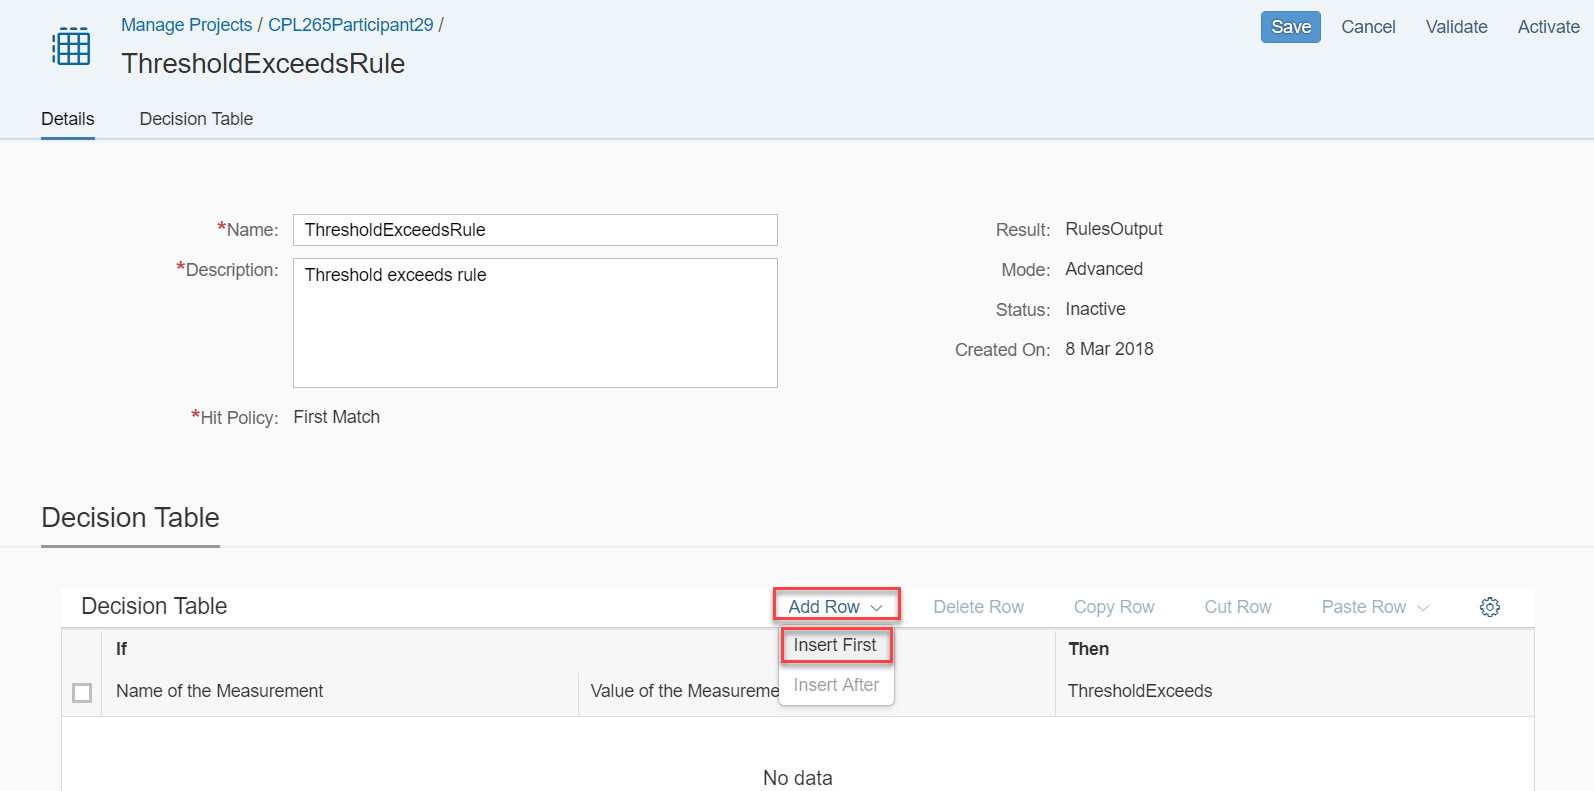 Manage Projects / CPL265Participant29 /
Save Cancel Validate Activate
ThresholdExceedsRule
Details Decision Table
*Name: ThresholdExceedsRule
Result: RulesOutput
*Description: Threshold exceeds rule
Mode: Advanced
Status: Inactive
Created On: 8 Mar 2018
*Hit Policy: First Match
Decision Table
Decision Table Add Row Delete Row Copy Row Cut Row Paste Row
If Insert First Then
Name of the Measurement Value of the Measureme Insert After ThresholdExceeds
No data